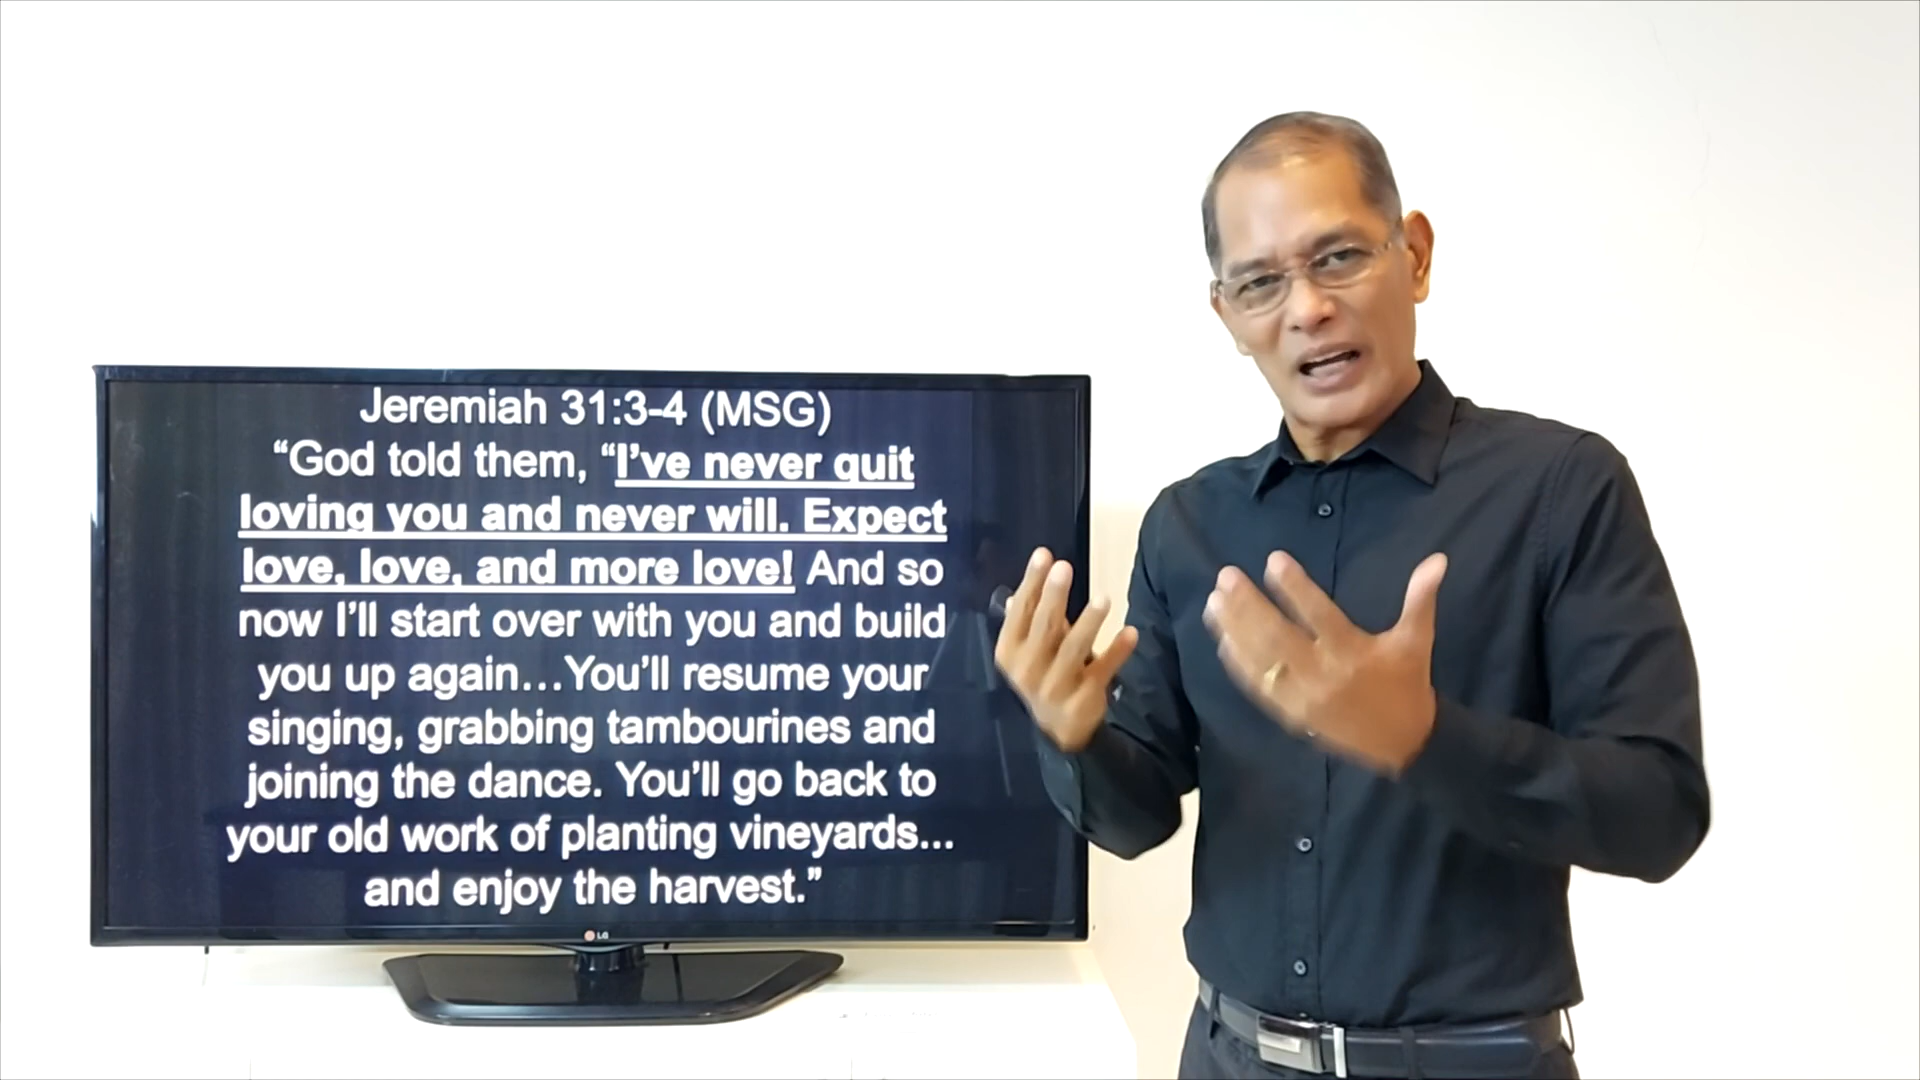 Jeremiah 31:3-4 (MSG)
“God told them, “I’ve never quit
loving you and never will. Expect
love, love, and more love! And so
now I’ll start over with you and build
you up again…You’ll resume your
singing, grabbing tambourines and
joining the dance. You’ll go back to
your old work of planting vineyards…
and enjoy the harvest.”
LG